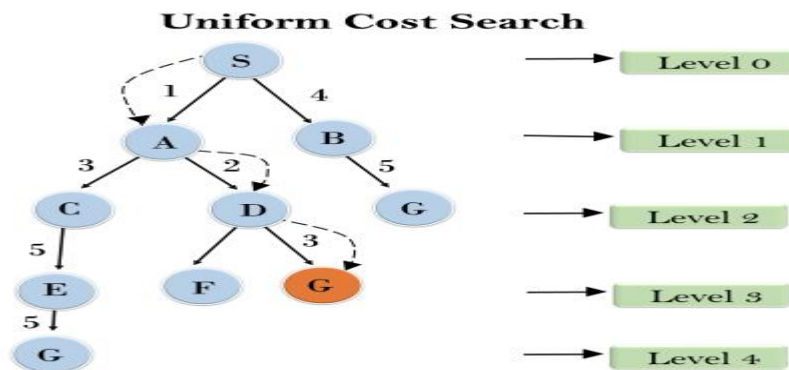 Uniform Cost Search
S
Level 0
1
4
A
B
Level 1
3
2
5
C
D
G
Level 2
5
3
E
F
G
Level 3
5
G
Level 4